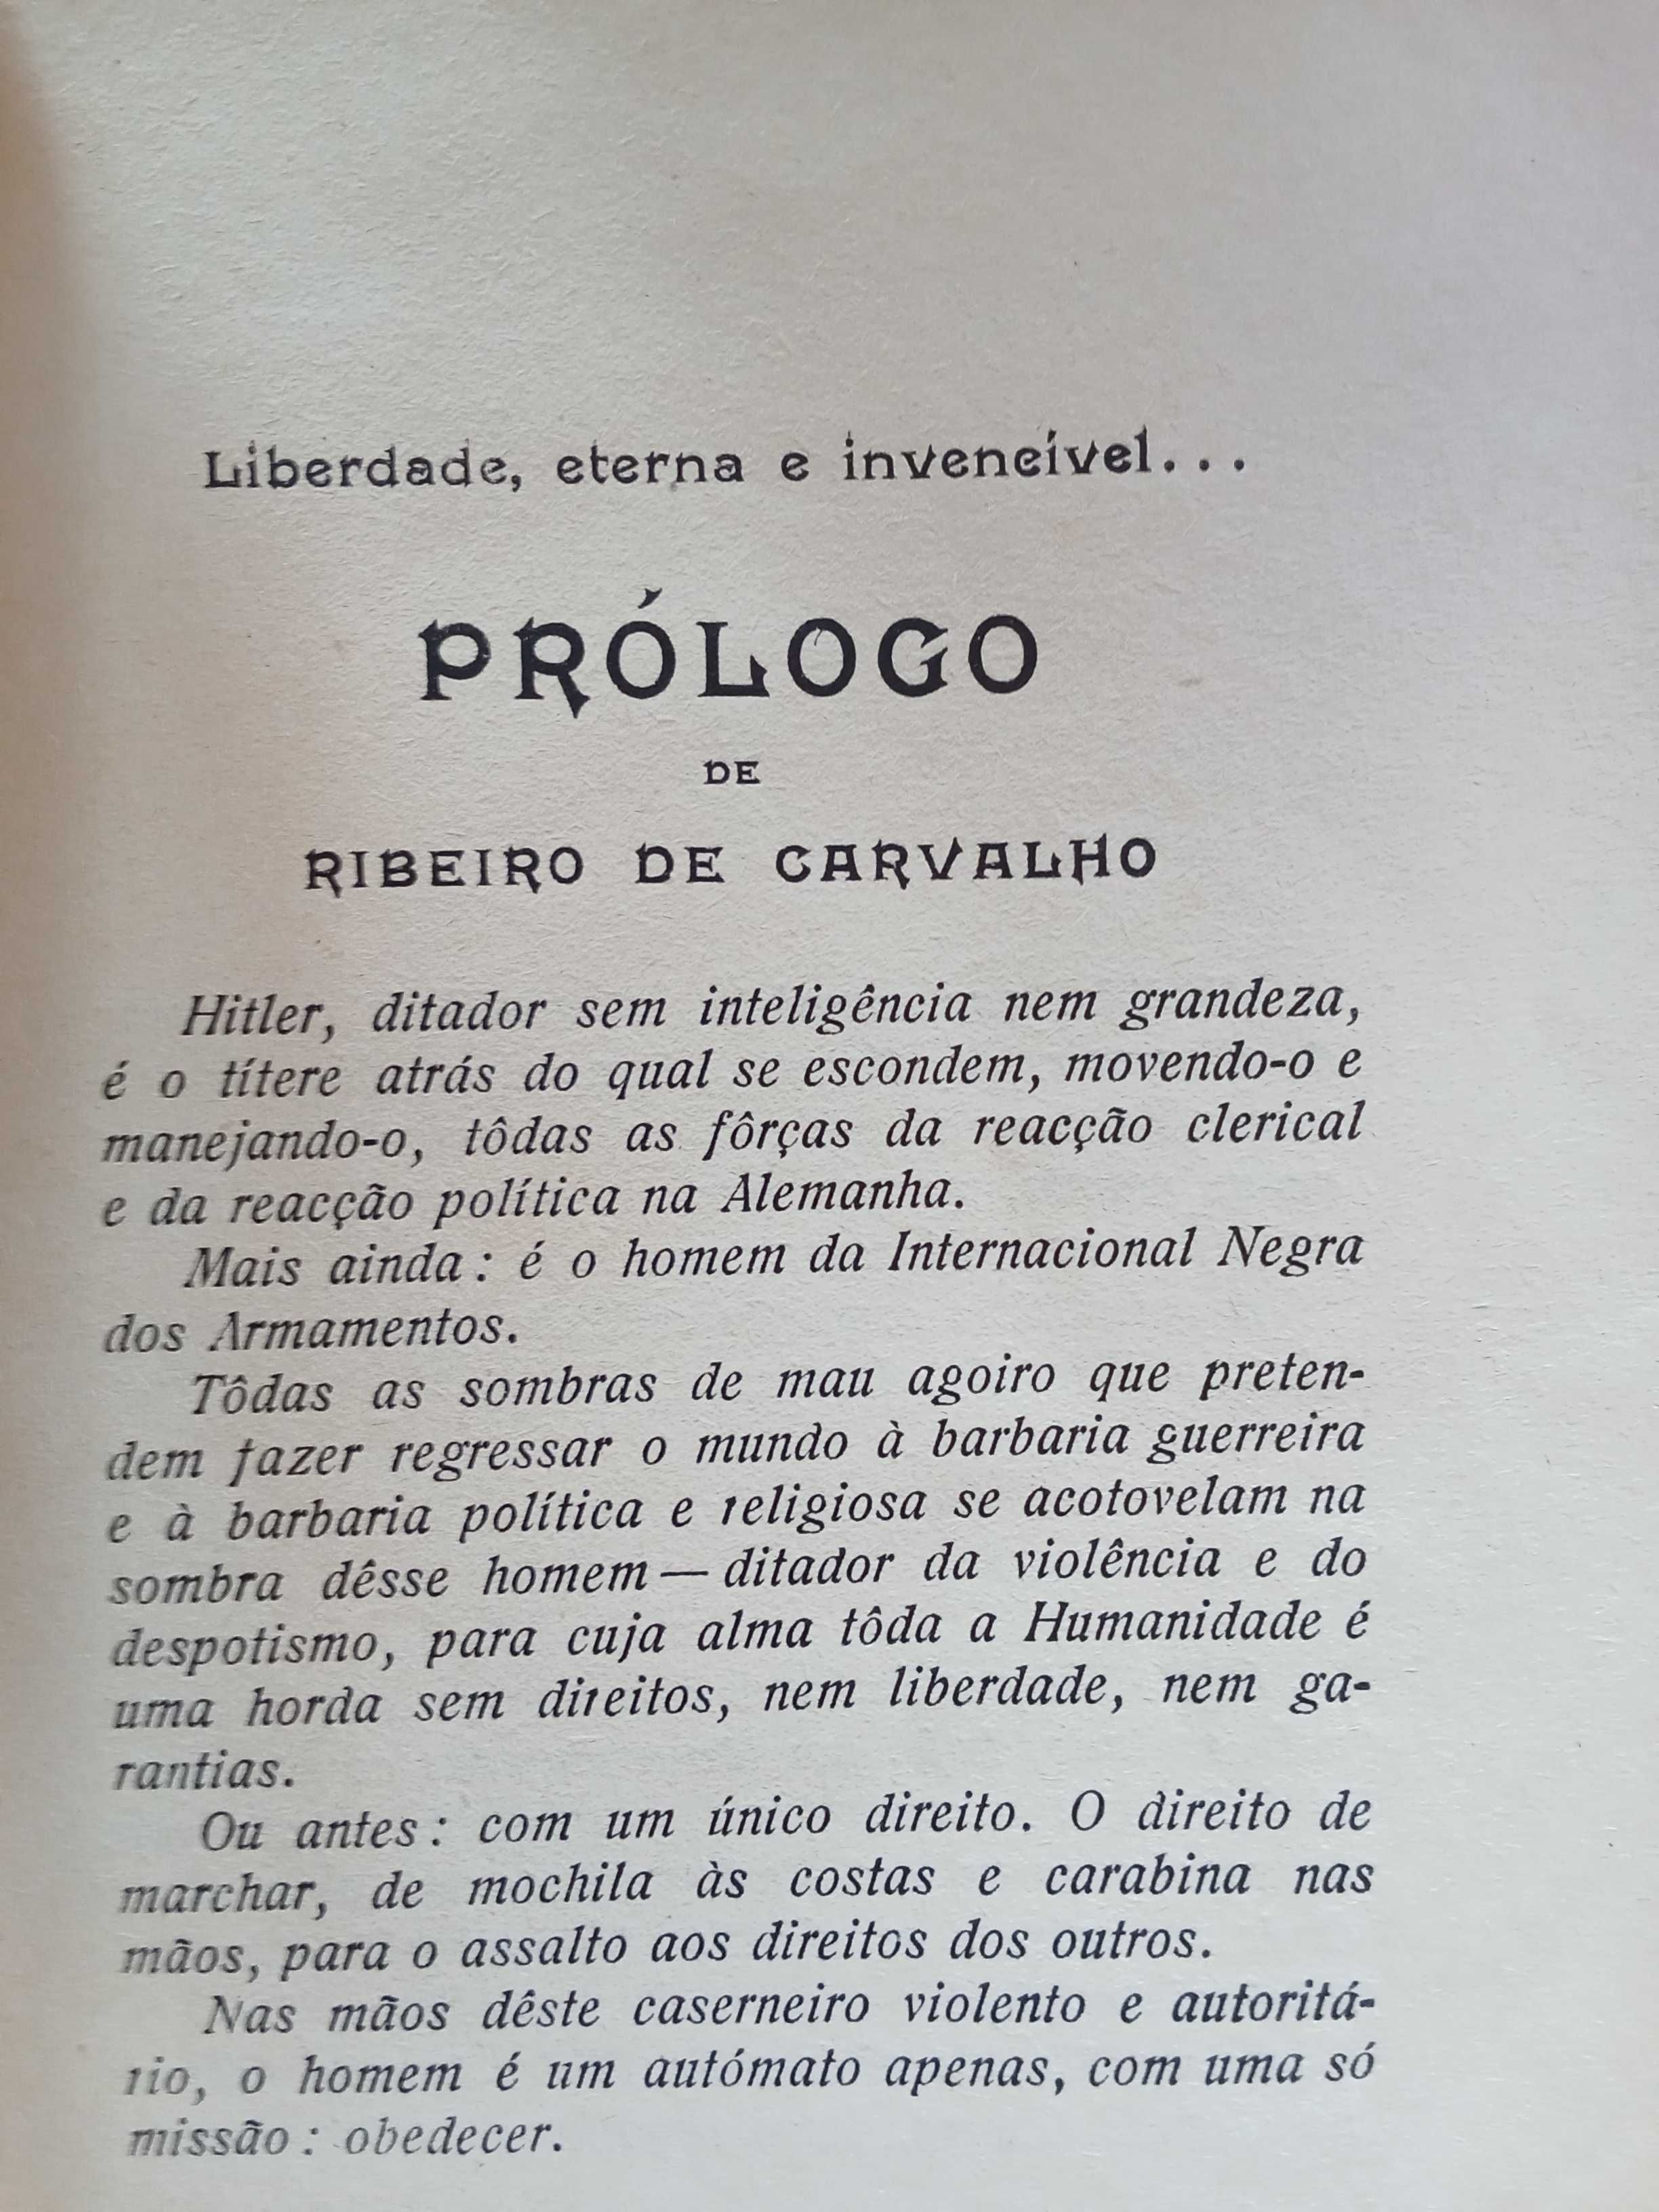 Liberdade, eterna e invencível...
PRÓLOGO
DE
RIBEIRO DE CARVALHO
Hitler, ditador sem inteligência nem grandeza,
é o títere atrás do qual se escondem, movendo-o e
manejando-o, tôdas as fôrças da reacção clerical
e da reacção política na Alemanha.
Mais ainda: é o homem da Internacional Negra
dos Armamentos.
Tôdas as sombras de mau agoiro que preten-
dem fazer regressar o mundo à barbaria guerreira
e à barbaria política e religiosa se acotovelam na
sombra dêsse homem — ditador da violência e do
despotismo, para cuja alma tôda a Humanidade é
uma horda sem direitos, nem liberdade, nem ga-
rantias.
Ou antes: com um único direito. O direito de
marchar, de mochila às costas e carabina nas
mãos, para o assalto aos direitos dos outros.
Nas mãos dêste caserneiro violento e autoritá-
rio, o homem é um autómato apenas, com uma só
missão: obedecer.